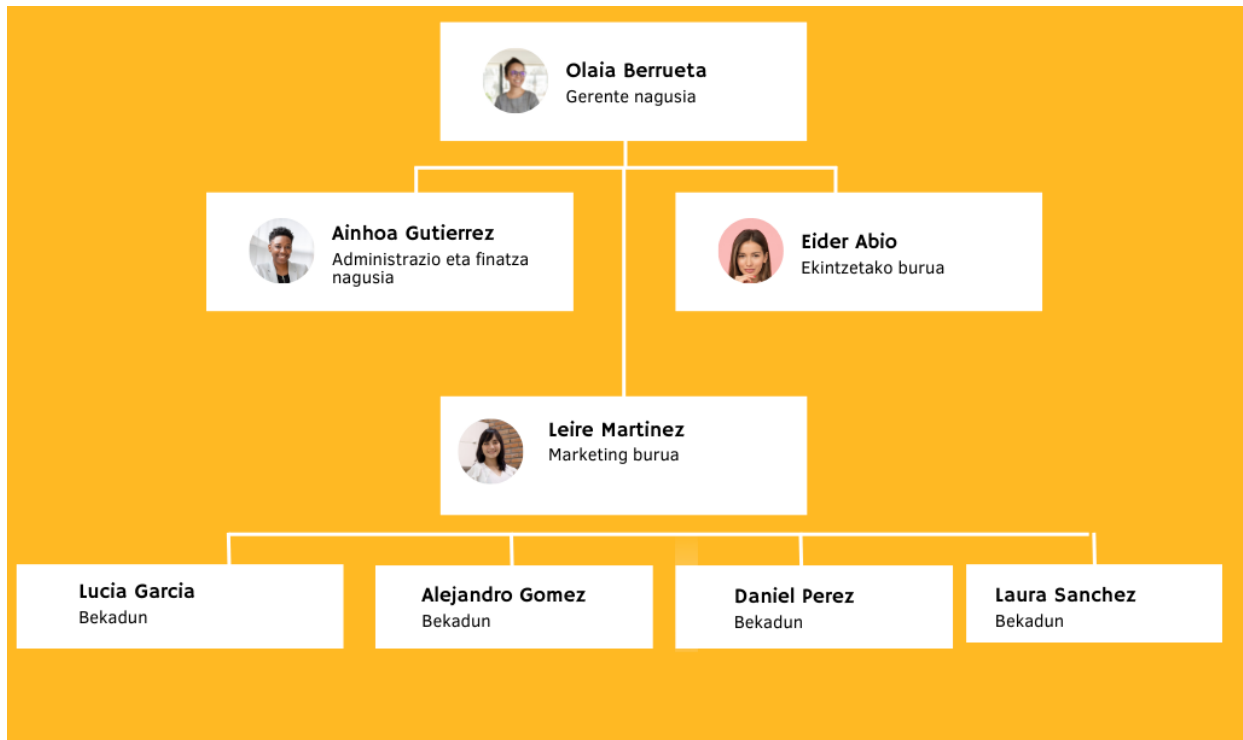 Olaia Berrueta
Gerente nagusia
Ainhoa Gutierrez
Administrazio eta finatza
nagusia
Eider Abio
Ekintzetako burua
Leire Martinez
Marketing burua
Lucia Garcia
Bekadun
Alejandro Gomez
Bekadun
Daniel Perez
Bekadun
Laura Sanchez
Bekadun